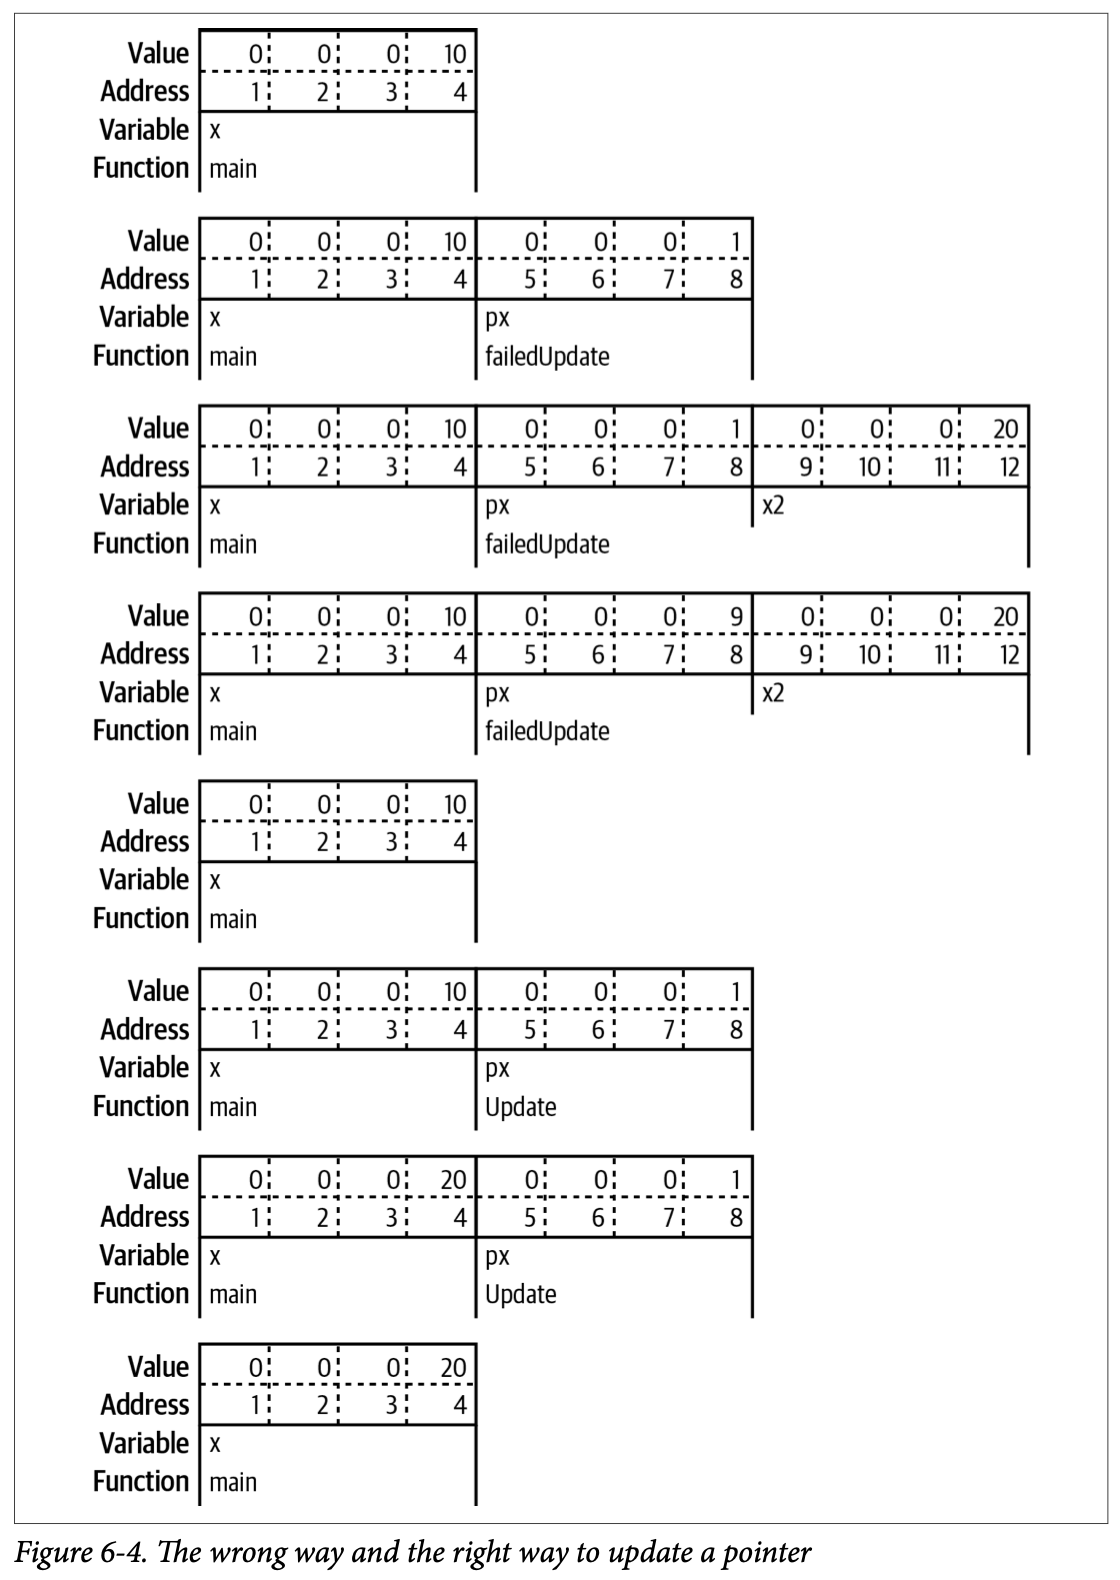 Value 0 0 0 10
Address 1 2 3 4
Variable x
Function main
Value 0 0 0 10 0 0 0 1
Address 1 2 3 4 5 6 7 8
Variable x px
Function main failedUpdate
Value 0 0 0 10 0 0 0 1 0 0 0 20
Address 1 2 3 4 5 6 7 8 9 10 11 12
Variable x px x2
Function main failedUpdate
Value 0 0 0 10 0 0 0 9 0 0 0 20
Address 1 2 3 4 5 6 7 8 9 10 11 12
Variable x px x2
Function main failedUpdate
Value 0 0 0 10
Address 1 2 3 4
Variable x
Function main
Value 0 0 0 10 0 0 0 1
Address 1 2 3 4 5 6 7 8
Variable x px
Function main Update
Value 0 0 0 20 0 0 0 1
Address 1 2 3 4 5 6 7 8
Variable x px
Function main Update
Value 0 0 0 20
Address 1 2 3 4
Variable x
Function main
Figure 6-4. The wrong way and the right way to update a pointer